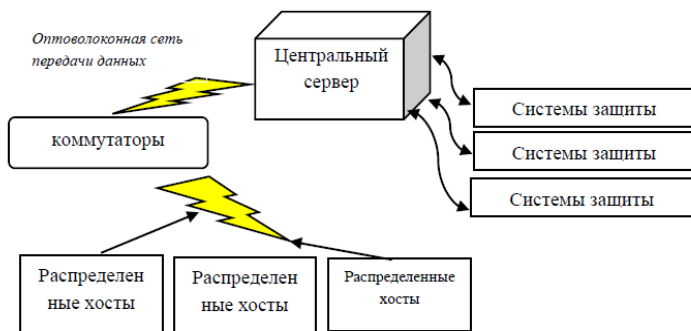 Оптоволоконная сеть
передачи данных
Центральный
сервер
коммутаторы
Системы защиты
Системы защиты
Системы защиты
Распределен
ные хосты
Распределен
ные хосты
Распределенные
хосты